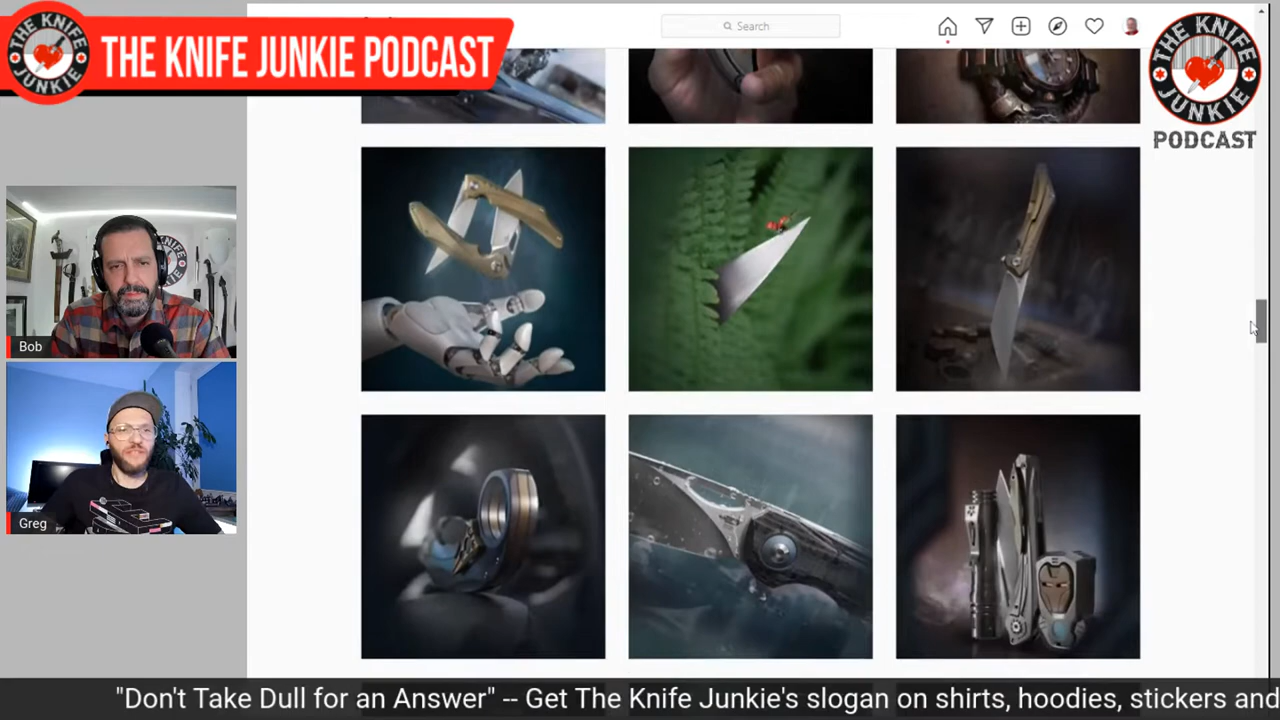 THE KNIFE JUNKIE
THE KNIFE JUNKIE PODCAST
Search
THE KNIFE JUNKIE
PODCAST
Bob
Greg
"Don't Take Dull for an Answer" -- Get The Knife Junkie's slogan on shirts, hoodies, stickers and